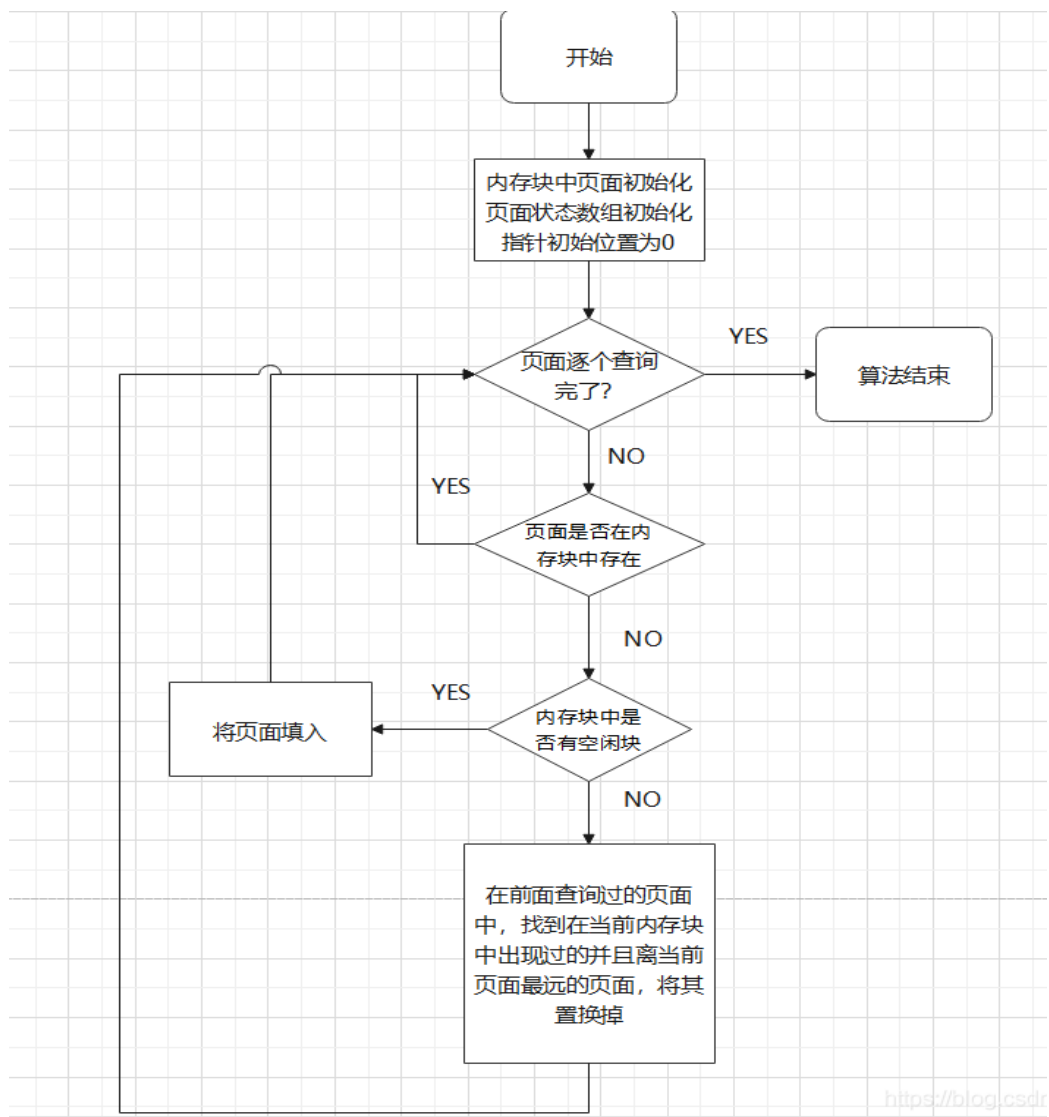 开始
内存块中页面初始化
页面状态数组初始化
指针初始位置为0
YES
页面逐个查询
完了?
算法结束
NO
YES
页面是否在内
存块中存在
NO
YES
内存块中是
否有空闲块
将页面填入
NO
在前面查询过的页面
中，找到在当前内存块
中出现过的并且离当前
页面最远的页面，将其
置换掉
https://blog.csdn